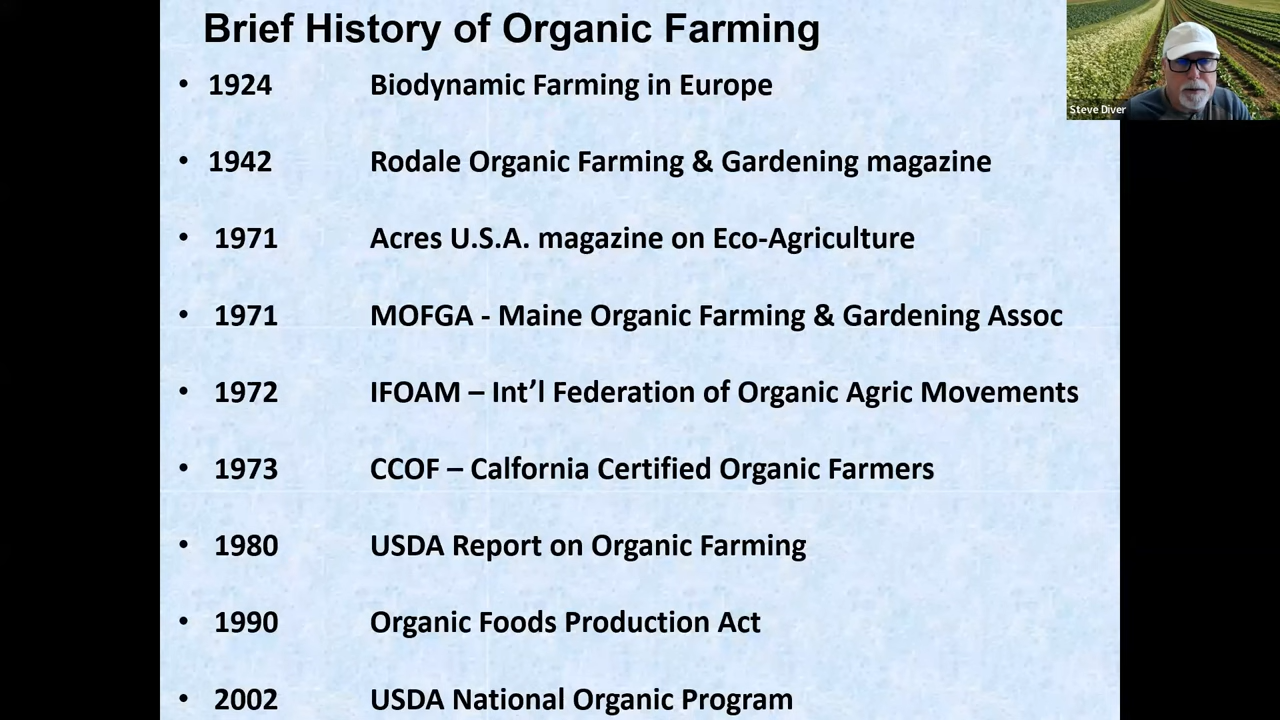 Brief History of Organic Farming
• 1924 Biodynamic Farming in Europe
• 1942 Rodale Organic Farming & Gardening magazine
• 1971 Acres U.S.A. magazine on Eco-Agriculture
• 1971 MOFGA - Maine Organic Farming & Gardening Assoc
• 1972 IFOAM – Int’l Federation of Organic Agric Movements
• 1973 CCOF – Calfornia Certified Organic Farmers
• 1980 USDA Report on Organic Farming
• 1990 Organic Foods Production Act
• 2002 USDA National Organic Program
Steve Diver